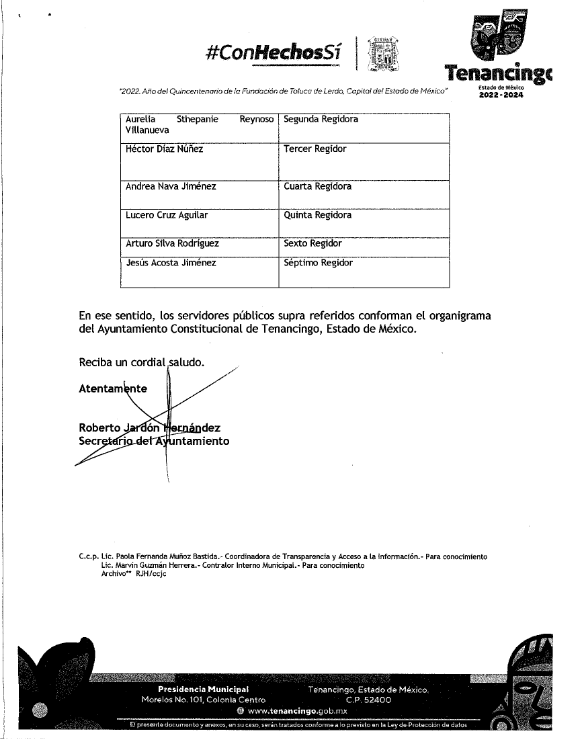 #ConHechosSí
Tenancingo
Estado de México
2022 - 2024
"2022. Año del Quincentenario de la Fundación de Toluca de Lerdo, Capital del Estado de México"
Aurelia Sthepanie Reynoso Villanueva Segunda Regidora
Héctor Díaz Núñez Tercer Regidor
Andrea Nava Jiménez Cuarta Regidora
Lucero Cruz Aguilar Quinta Regidora
Arturo Silva Rodríguez Sexto Regidor
Jesús Acosta Jiménez Séptimo Regidor
En ese sentido, los servidores públicos supra referidos conforman el organigrama
del Ayuntamiento Constitucional de Tenancingo, Estado de México.
Reciba un cordial saludo.
Atentamente
Roberto Jardón Hernández
Secretario del Ayuntamiento
C.c.p. Lic. Paola Fernanda Muñoz Bastida.- Coordinadora de Transparencia y Acceso a la Información.- Para conocimiento
Lic. Marvin Guzmán Herrera.- Contralor Interno Municipal.- Para conocimiento
Archivo** RJH/ccjc
Presidencia Municipal
Morelos No. 101, Colonia Centro
Tenancingo, Estado de México,
C.P. 52400
www.tenancingo.gob.mx
El presente documento y anexos, en su caso, serán tratados conforme a lo previsto en la Ley de Protección de datos